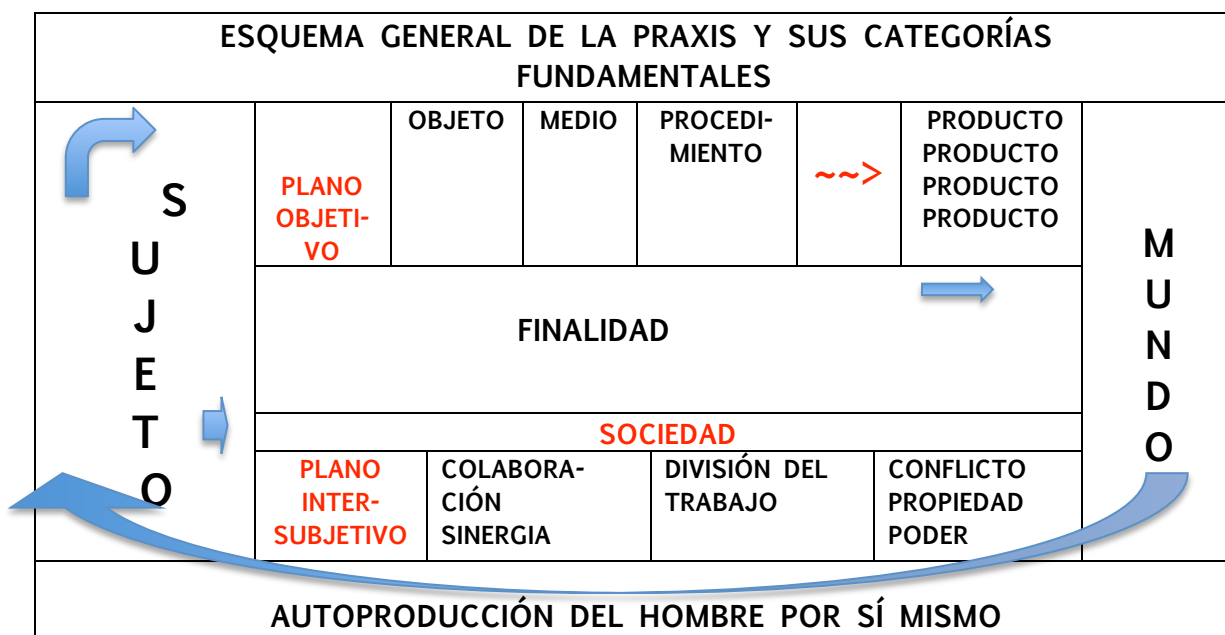 ESQUEMA GENERAL DE LA PRAXIS Y SUS CATEGORÍAS
FUNDAMENTALES
SUJETO
PLANO
OBJETI-
VO
OBJETO
MEDIO
PROCEDI-
MIENTO
~~>
PRODUCTO
PRODUCTO
PRODUCTO
PRODUCTO
MUNDO
FINALIDAD
SOCIEDAD
PLANO
INTER-
SUBJETIVO
COLABORA-
CIÓN
SINERGIA
DIVISIÓN DEL
TRABAJO
CONFLICTO
PROPIEDAD
PODER
AUTOPRODUCCIÓN DEL HOMBRE POR SÍ MISMO